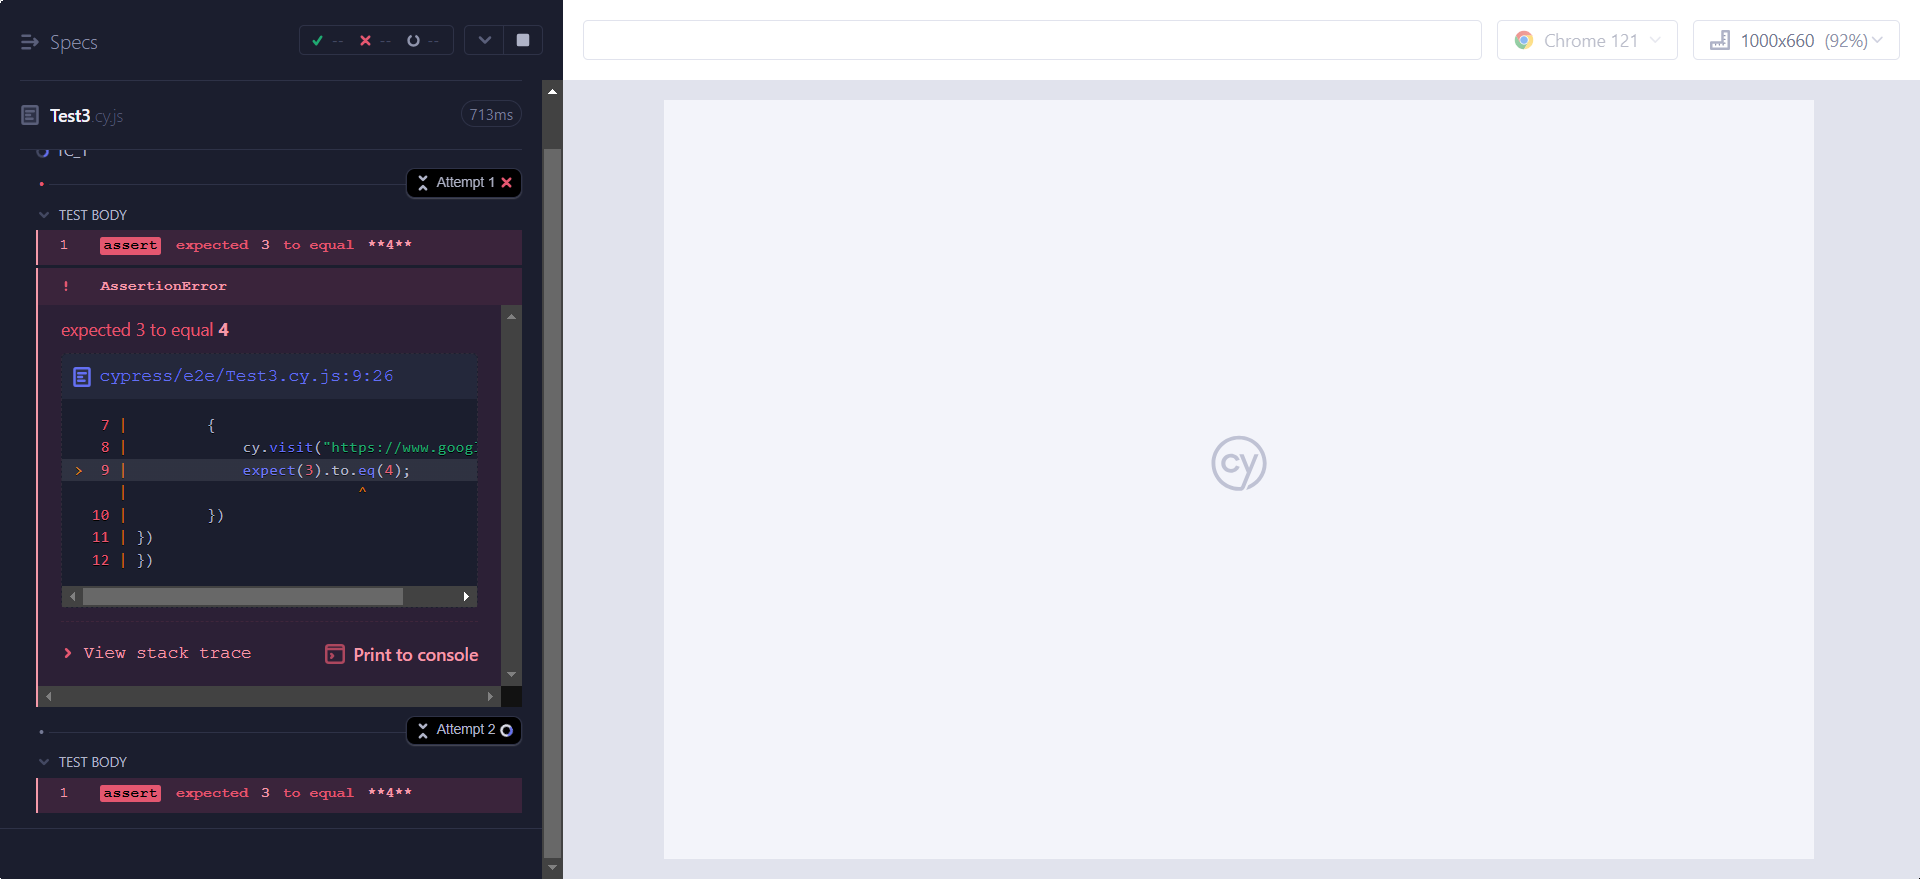 Specs
--
--
--
Chrome 121
1000x660 (92%)
Test3.cy.js
713ms
TC_1
Attempt 1
TEST BODY
1 assert expected 3 to equal **4**
! AssertionError
expected 3 to equal 4
cypress/e2e/Test3.cy.js:9:26
7 | {
8 | cy.visit("https://www.googl
> 9 | expect(3).to.eq(4);
| ^
10 | })
11 | })
12 | })
> View stack trace
Print to console
Attempt 2
TEST BODY
1 assert expected 3 to equal **4**
cy